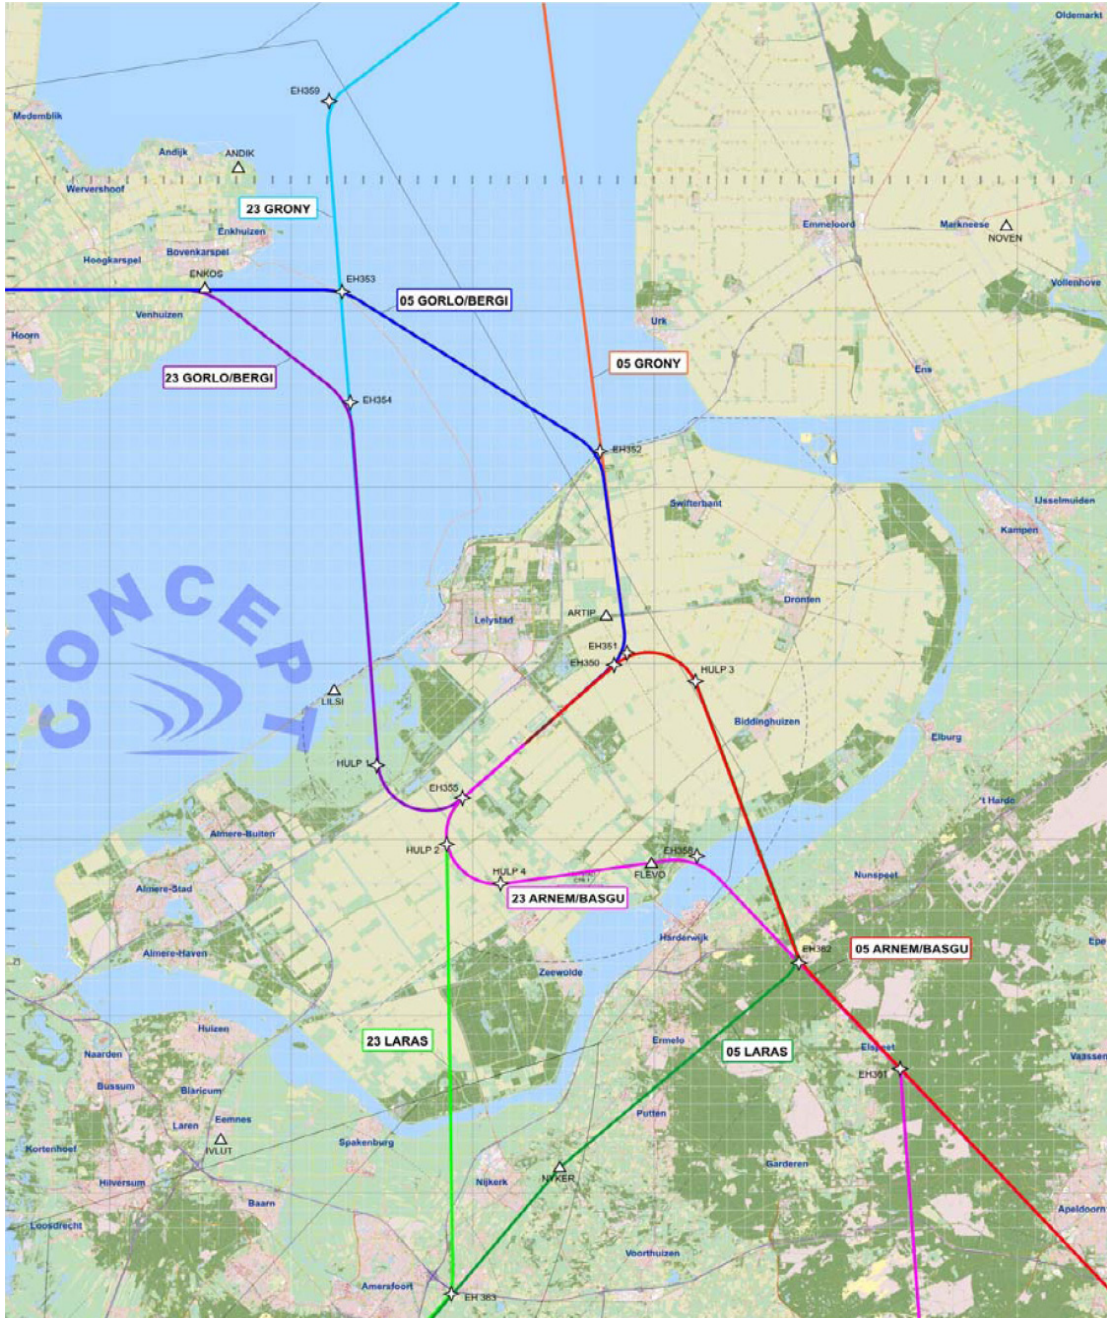 Oldemarkt
EH359
Medemblik
Andijk
ANDIK
Wervershoof
23 GRONY
Emmeloord
Markneese
NOVEN
Enkhuizen
Bovenkarspel
Hoogkarspel
ENKOS
EH353
05 GORLO/BERGI
Vollenhove
Venhuizen
Urk
Hoorn
05 GRONY
23 GORLO/BERGI
Ens
EH354
EH352
Swifterbant
IJsselmuiden
Kampen
CONCEPT
Dronten
ARTIP
Lelystad
EH351
EH350
HULP 3
LILSI
Biddinghuizen
Elburg
HULP 1
EH355
't Harde
Almere-Buiten
HULP 2
EH358
HULP 4
FLEVO
Nunspeet
Almere-Stad
23 ARNEM/BASGU
Harderwijk
Epe
Almere-Haven
EH362
05 ARNEM/BASGU
Zeewolde
Huizen
23 LARAS
Ermelo
05 LARAS
Elspeet
Naarden
Vaassen
Bussum
EH361
Blaricum
Eemnes
Laren
Putten
Kortenhoef
IVLUT
Spakenburg
Garderen
Hilversum
Nijkerk
NYKER
Baarn
Apeldoorn
Loosdrecht
Voorthuizen
Amersfoort
EH 363